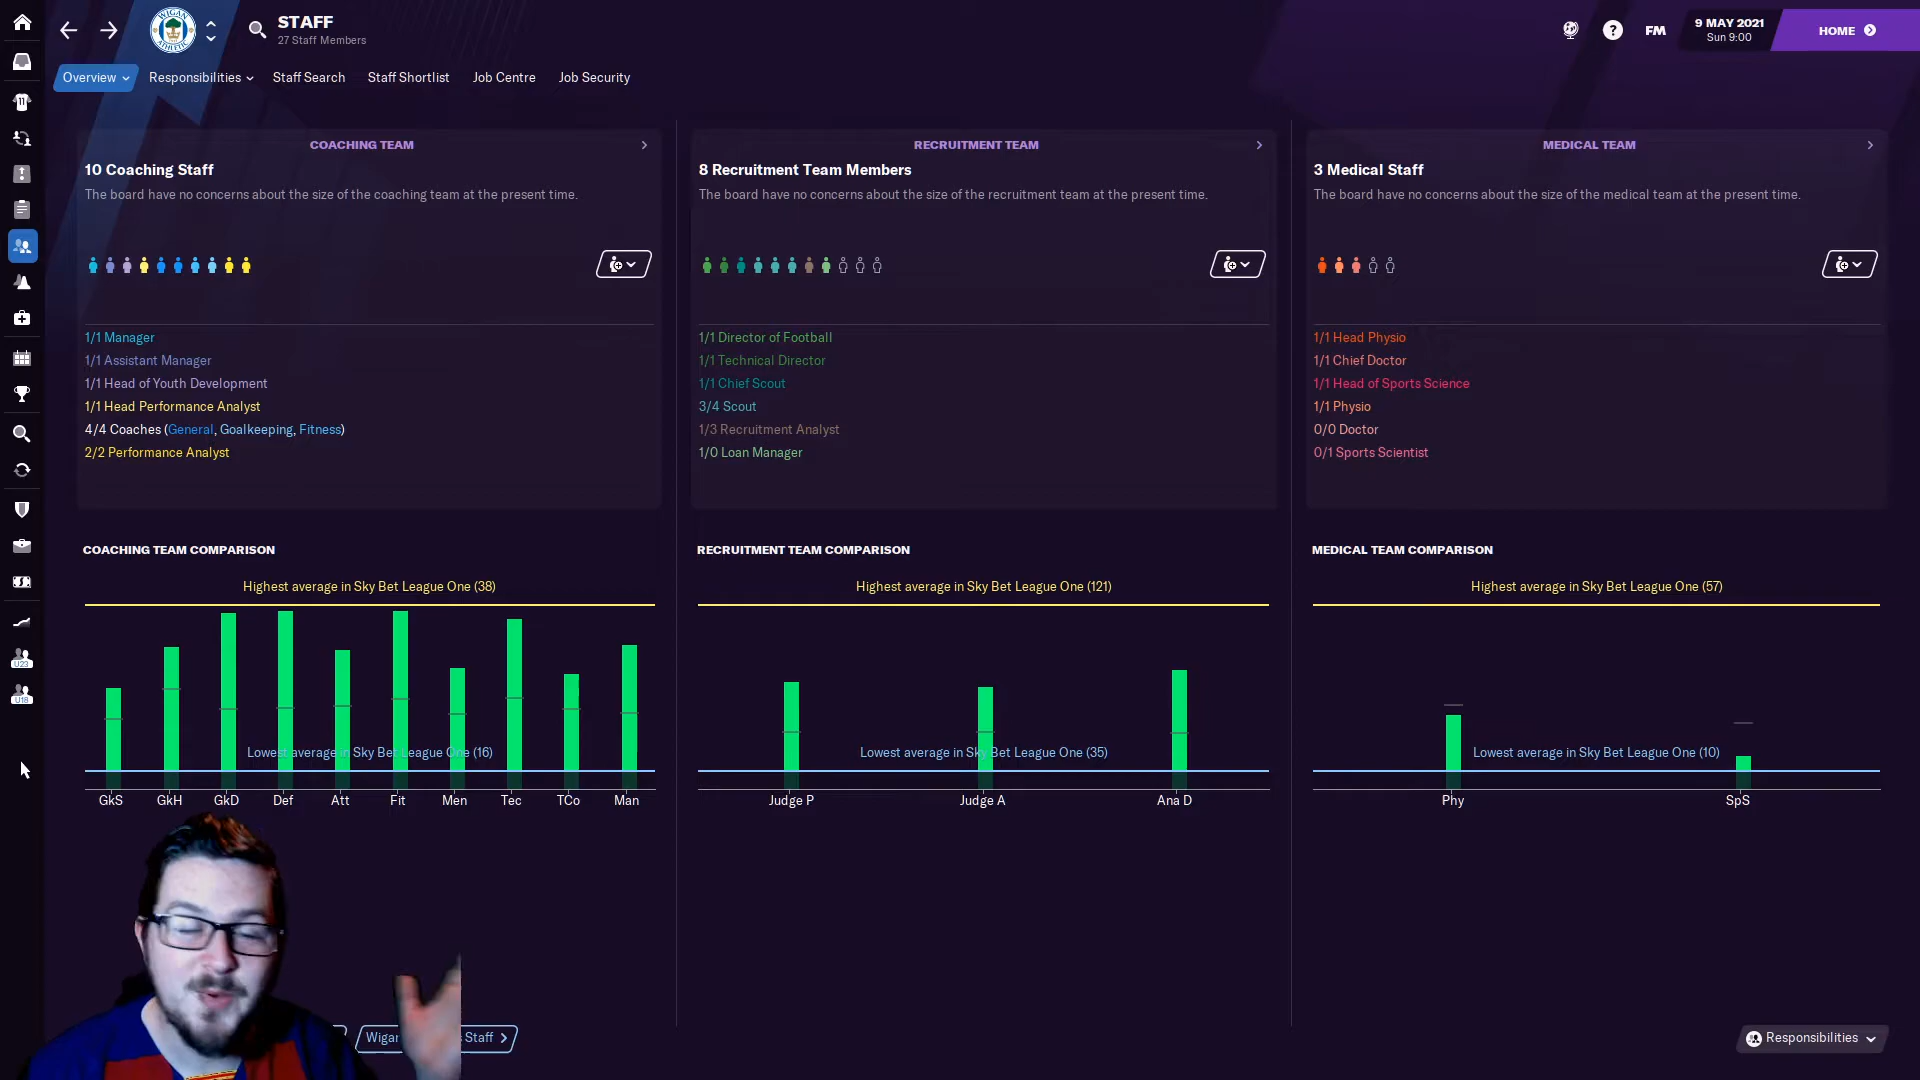 WIGAN
ATHLETIC
STAFF
27 Staff Members
FM
9 MAY 2021
Sun 9:00
HOME
Overview
Responsibilities
Staff Search
Staff Shortlist
Job Centre
Job Security
COACHING TEAM
10 Coaching Staff
The board have no concerns about the size of the coaching team at the present time.
1/1 Manager
1/1 Assistant Manager
1/1 Head of Youth Development
1/1 Head Performance Analyst
4/4 Coaches (General, Goalkeeping, Fitness)
2/2 Performance Analyst
RECRUITMENT TEAM
8 Recruitment Team Members
The board have no concerns about the size of the recruitment team at the present time.
1/1 Director of Football
1/1 Technical Director
1/1 Chief Scout
3/4 Scout
1/3 Recruitment Analyst
1/0 Loan Manager
MEDICAL TEAM
3 Medical Staff
The board have no concerns about the size of the medical team at the present time.
1/1 Head Physio
1/1 Chief Doctor
1/1 Head of Sports Science
1/1 Physio
0/0 Doctor
0/1 Sports Scientist
COACHING TEAM COMPARISON
Highest average in Sky Bet League One (38)
Lowest average in Sky Bet League One (16)
GkS GkH GkD Def Att Fit Men Tec TCo Man
RECRUITMENT TEAM COMPARISON
Highest average in Sky Bet League One (121)
Lowest average in Sky Bet League One (35)
Judge P Judge A Ana D
MEDICAL TEAM COMPARISON
Highest average in Sky Bet League One (57)
Lowest average in Sky Bet League One (10)
Phy SpS
11
U23
U18
Staff
Responsibilities